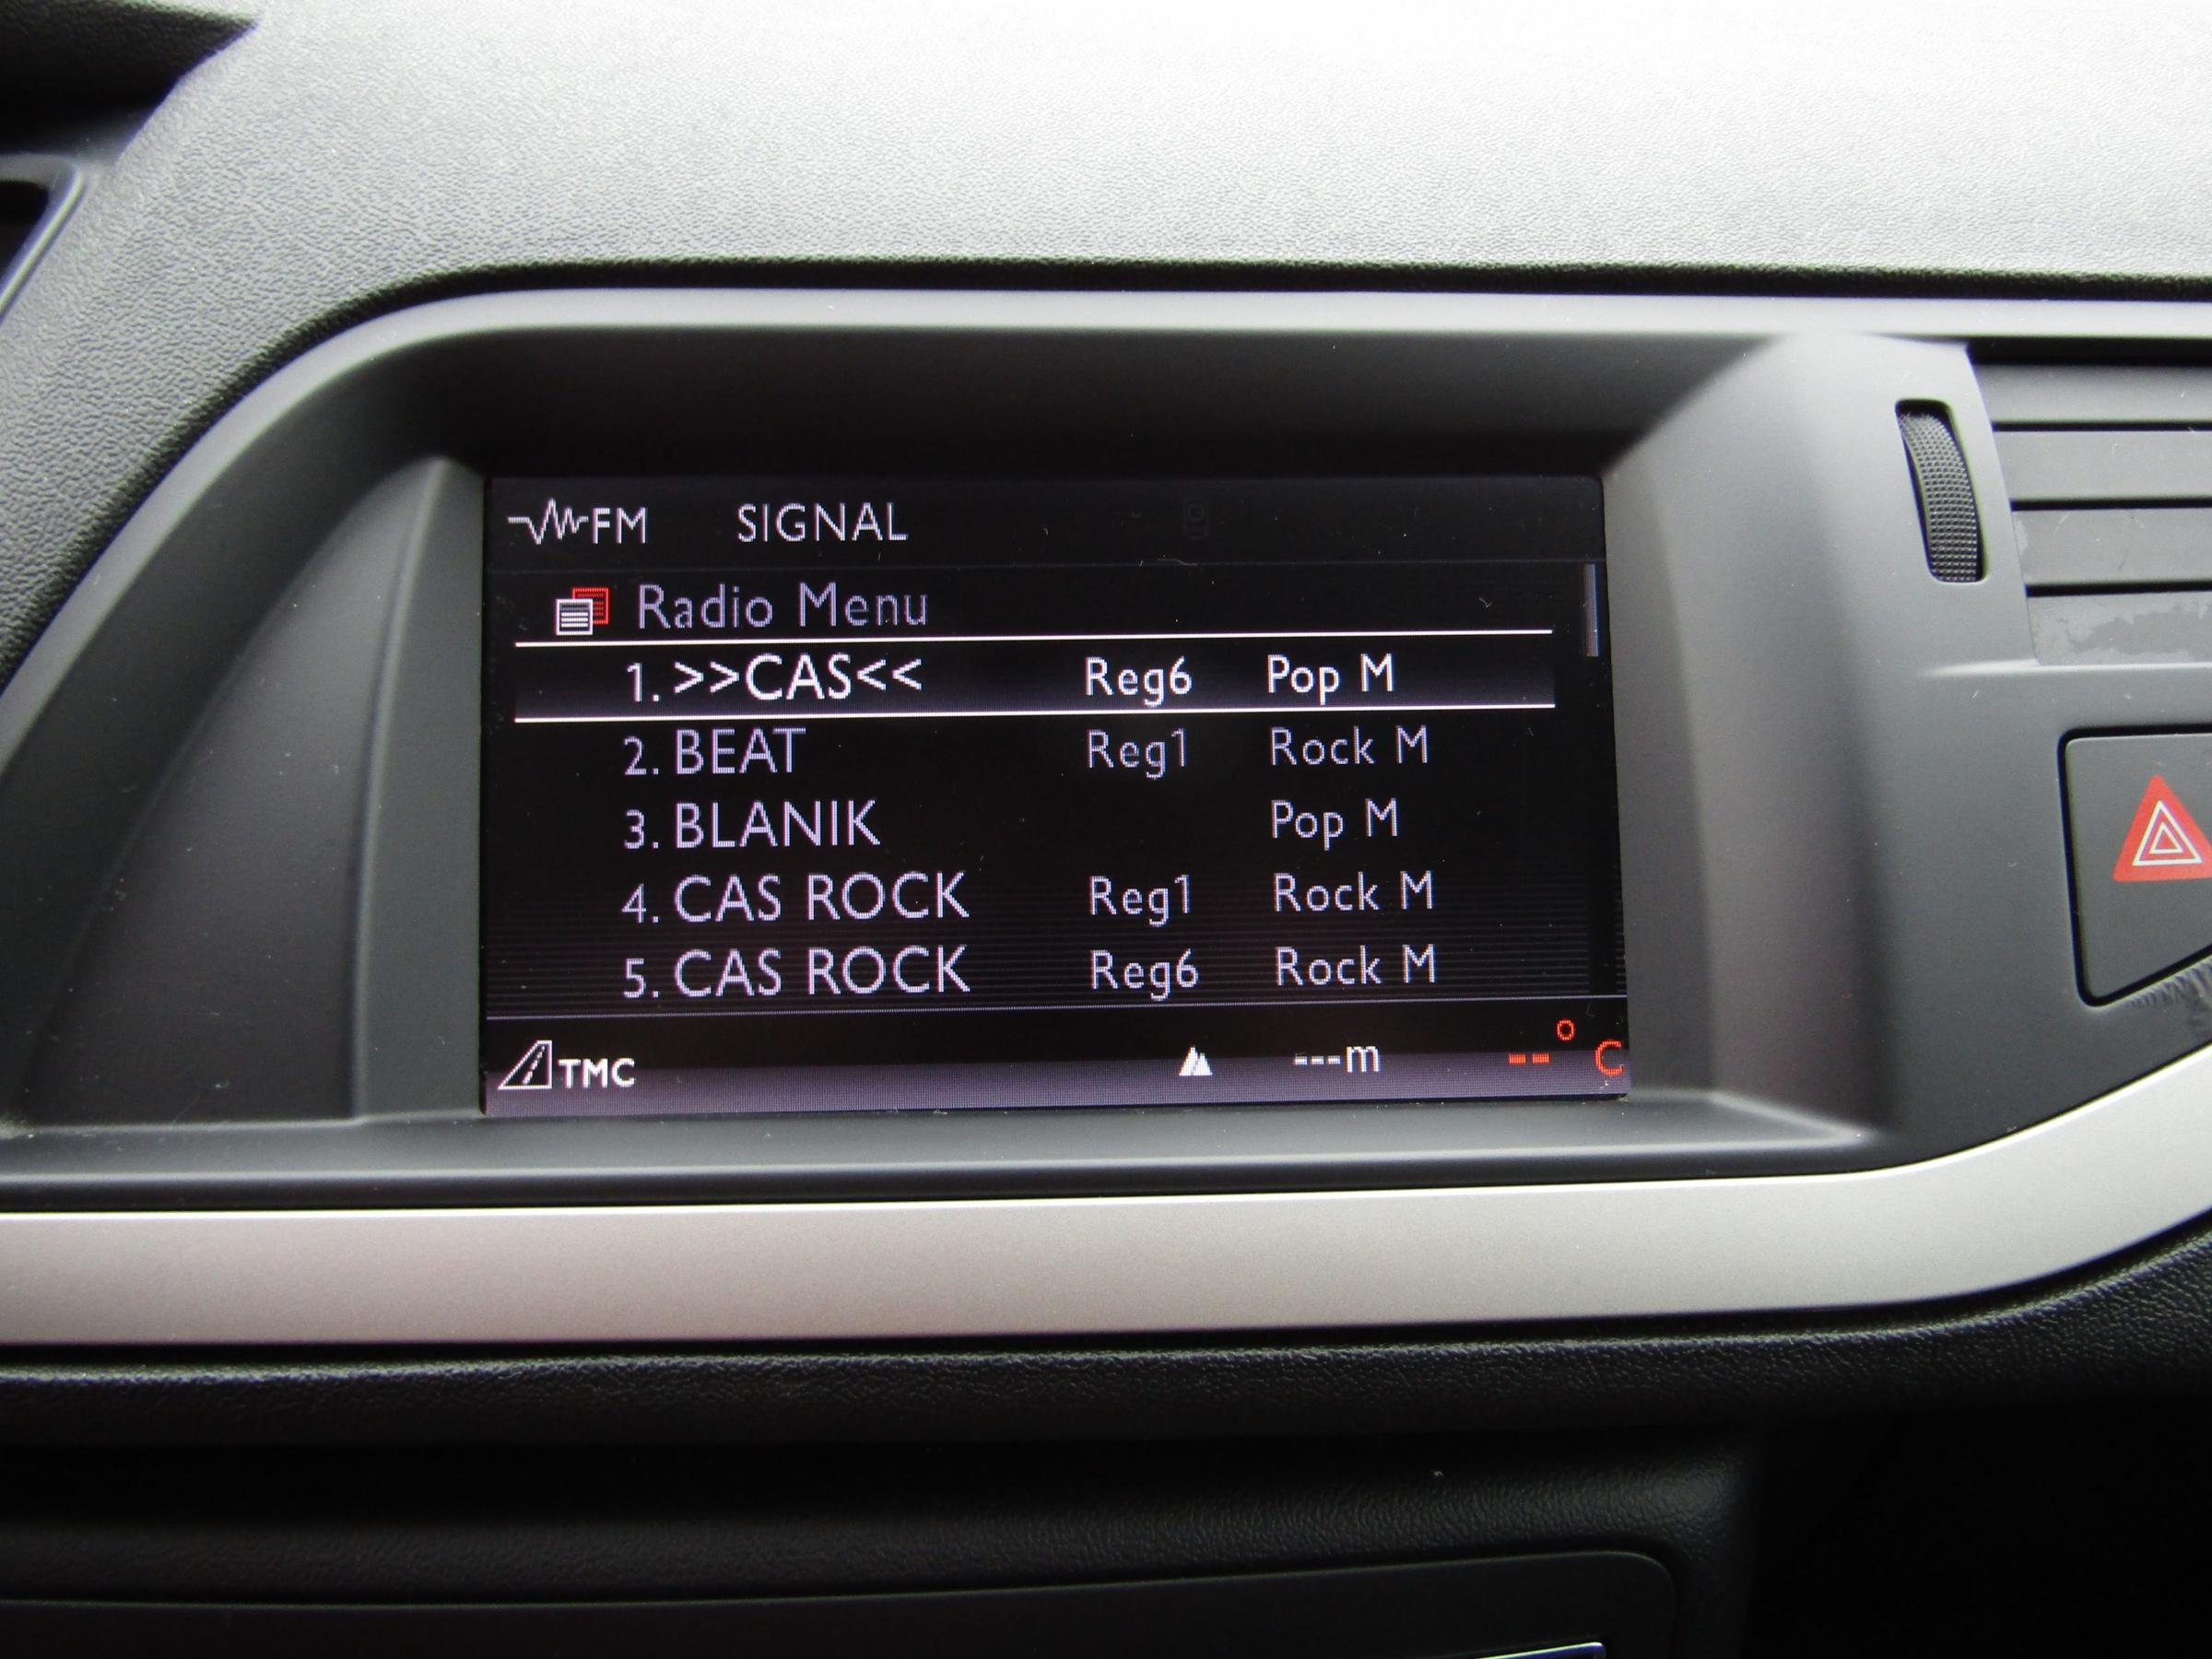 FM SIGNAL
Radio Menu
1. >>CAS<< Reg6 Pop M
2. BEAT Reg1 Rock M
3. BLANIK Pop M
4. CAS ROCK Reg1 Rock M
5. CAS ROCK Reg6 Rock M
TMC ---m --° C